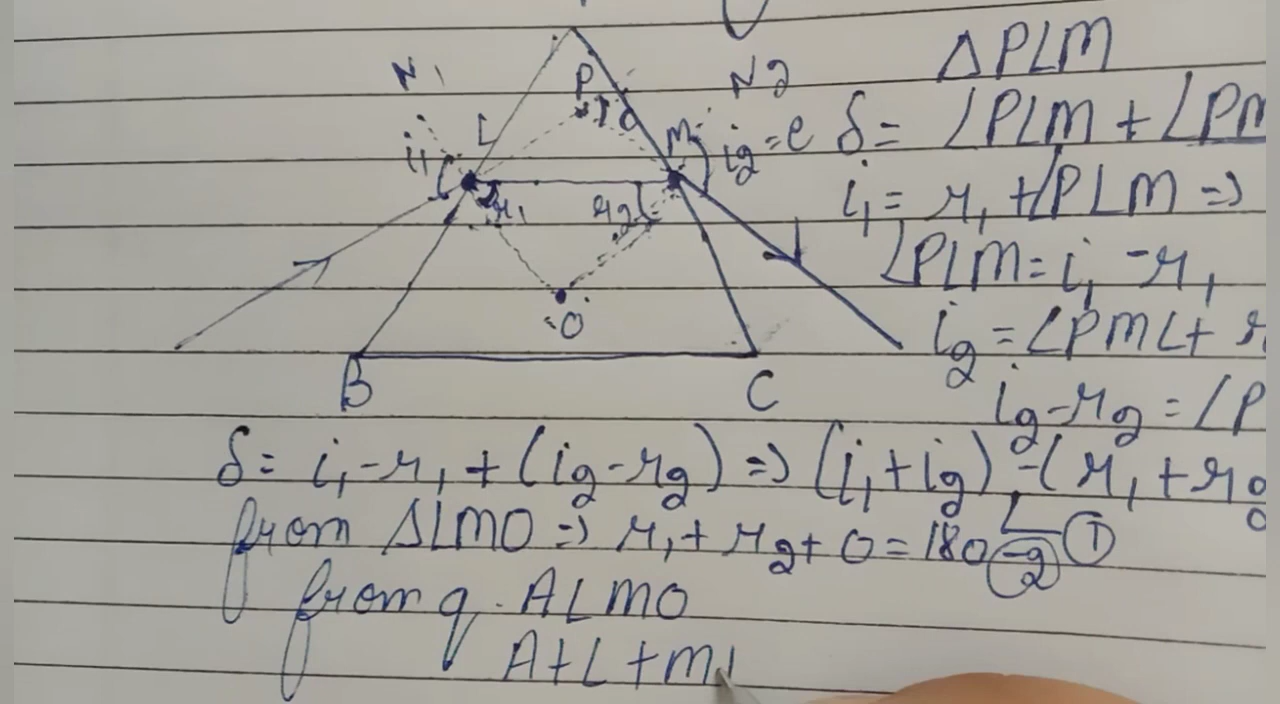 ΔPLM
N1
N2
P
δ
L
M
i1
i2=e
δ= ∠PLM + ∠PM
r1
r2
i1= r1 +∠PLM =>
∠PLM= i1 -r1
O
i2 = ∠PML+ r
B
C
i2-r2 = ∠P
δ= i1-r1 + (i2-r2) => (i1+i2) -(r1+r2
from ΔLMO => r1+ r2+ O = 180 -2 ①
from q. ALMO
A+L+M